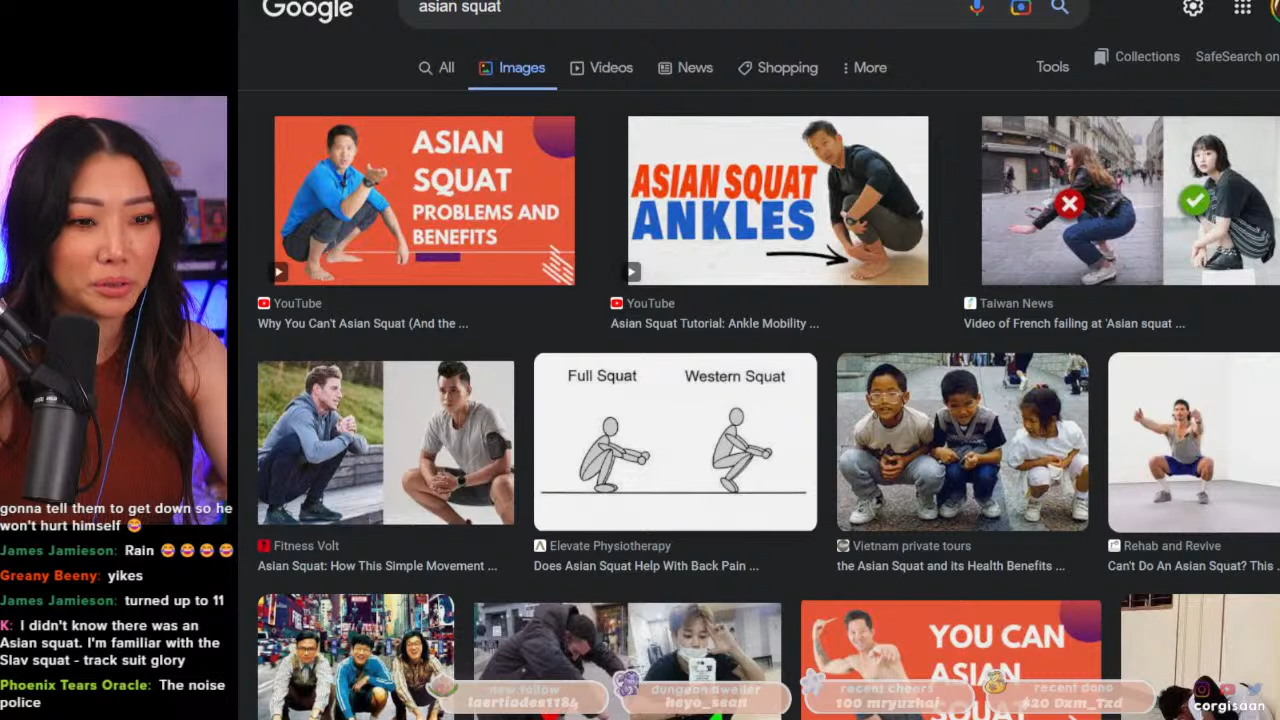 Google
asian squat
All
Images
Videos
News
Shopping
More
Tools
Collections
SafeSearch on
ASIAN
SQUAT
PROBLEMS AND
BENEFITS
ASIAN SQUAT
ANKLES
YouTube
Why You Can't Asian Squat (And the ...
YouTube
Asian Squat Tutorial: Ankle Mobility ...
Taiwan News
Video of French failing at 'Asian squat ...
Full Squat
Western Squat
Fitness Volt
Asian Squat: How This Simple Movement ...
Elevate Physiotherapy
Does Asian Squat Help With Back Pain ...
Vietnam private tours
the Asian Squat and its Health Benefits ...
Rehab and Revive
Can't Do An Asian Squat? This
YOU CAN
ASIAN
SQUAT
gonna tell them to get down so he
won't hurt himself 😅
James Jamieson: Rain 😂 😂 😂 😂
Greany Beeny: yikes
James Jamieson: turned up to 11
K: I didn't know there was an
Asian squat. I'm familiar with the
Slav squat - track suit glory
Phoenix Tears Oracle: The noise
police
new follow
laertiades1184
dungeon dweller
heyo_sean
recent cheers
100 mryuzhai
recent dono
$20 Dxm_Txd
corgisaan